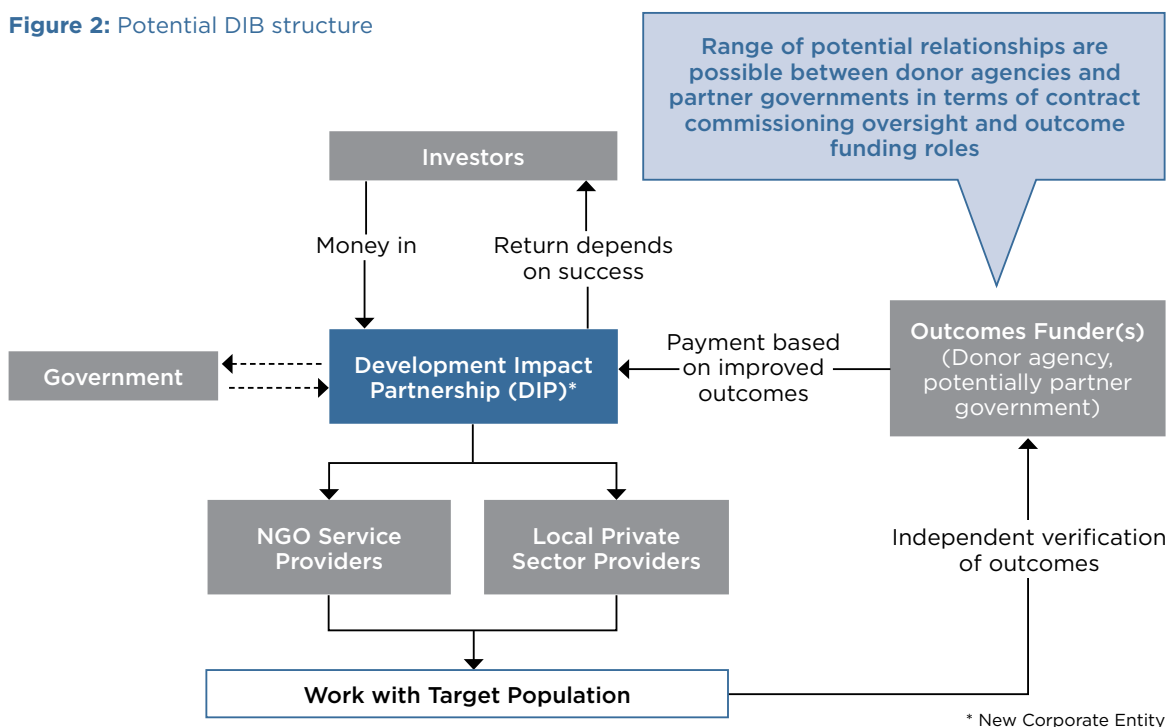 Figure 2: Potential DIB structure
Range of potential relationships are
possible between donor agencies and
partner governments in terms of contract
commissioning oversight and outcome
funding roles
Investors
Money in
Return depends
on success
Government
Development Impact
Partnership (DIP)*
Payment based
on improved
outcomes
Outcomes Funder(s)
(Donor agency,
potentially partner
government)
NGO Service
Providers
Local Private
Sector Providers
Independent verification
of outcomes
Work with Target Population
* New Corporate Entity